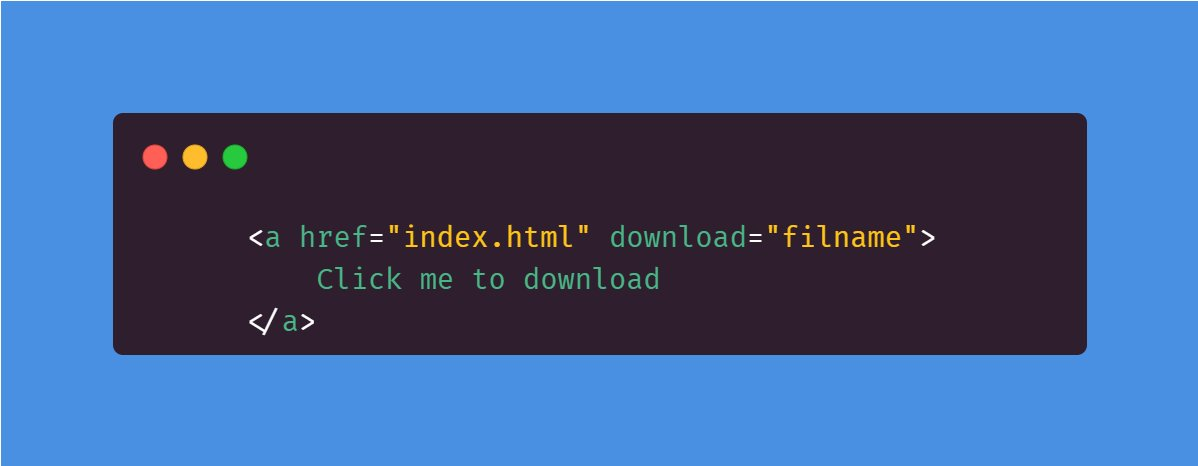 <a href="index.html" download="filname">
Click me to download
</a>